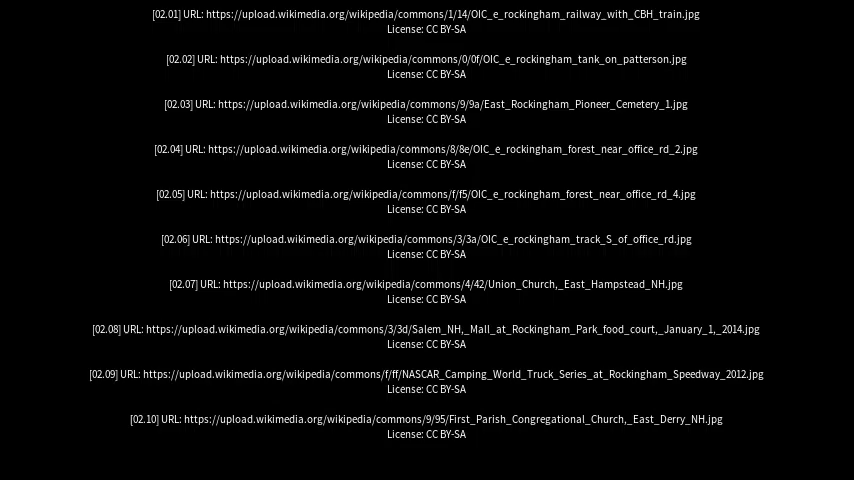 [02.01] URL: https://upload.wikimedia.org/wikipedia/commons/1/14/OIC_e_rockingham_railway_with_CBH_train.jpg
License: CC BY-SA
[02.02] URL: https://upload.wikimedia.org/wikipedia/commons/0/0f/OIC_e_rockingham_tank_on_patterson.jpg
License: CC BY-SA
[02.03] URL: https://upload.wikimedia.org/wikipedia/commons/9/9a/East_Rockingham_Pioneer_Cemetery_1.jpg
License: CC BY-SA
[02.04] URL: https://upload.wikimedia.org/wikipedia/commons/8/8e/OIC_e_rockingham_forest_near_office_rd_2.jpg
License: CC BY-SA
[02.05] URL: https://upload.wikimedia.org/wikipedia/commons/f/f5/OIC_e_rockingham_forest_near_office_rd_4.jpg
License: CC BY-SA
[02.06] URL: https://upload.wikimedia.org/wikipedia/commons/3/3a/OIC_e_rockingham_track_S_of_office_rd.jpg
License: CC BY-SA
[02.07] URL: https://upload.wikimedia.org/wikipedia/commons/4/42/Union_Church,_East_Hampstead_NH.jpg
License: CC BY-SA
[02.08] URL: https://upload.wikimedia.org/wikipedia/commons/3/3d/Salem_NH,_Mall_at_Rockingham_Park_food_court,_January_1,_2014.jpg
License: CC BY-SA
[02.09] URL: https://upload.wikimedia.org/wikipedia/commons/f/ff/NASCAR_Camping_World_Truck_Series_at_Rockingham_Speedway_2012.jpg
License: CC BY-SA
[02.10] URL: https://upload.wikimedia.org/wikipedia/commons/9/95/First_Parish_Congregational_Church,_East_Derry_NH.jpg
License: CC BY-SA